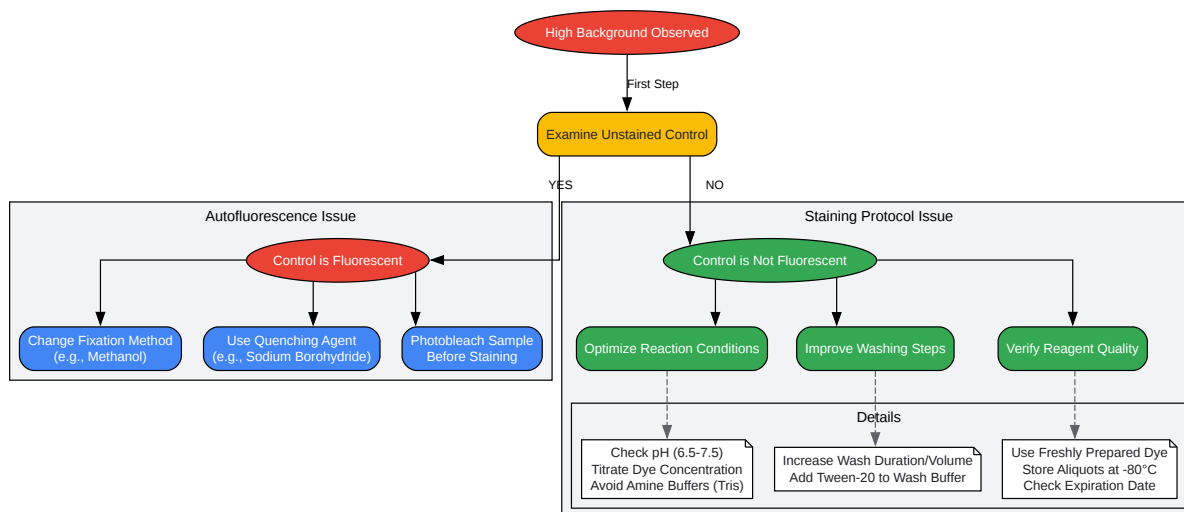 High Background Observed
First Step
Examine Unstained Control
YES
NO
Autofluorescence Issue
Staining Protocol Issue
Control is Fluorescent
Control is Not Fluorescent
Change Fixation Method
(e.g., Methanol)
Use Quenching Agent
(e.g., Sodium Borohydride)
Photobleach Sample
Before Staining
Optimize Reaction Conditions
Improve Washing Steps
Verify Reagent Quality
Details
Check pH (6.5-7.5)
Titrate Dye Concentration
Avoid Amine Buffers (Tris)
Increase Wash Duration/Volume
Add Tween-20 to Wash Buffer
Use Freshly Prepared Dye
Store Aliquots at -80°C
Check Expiration Date